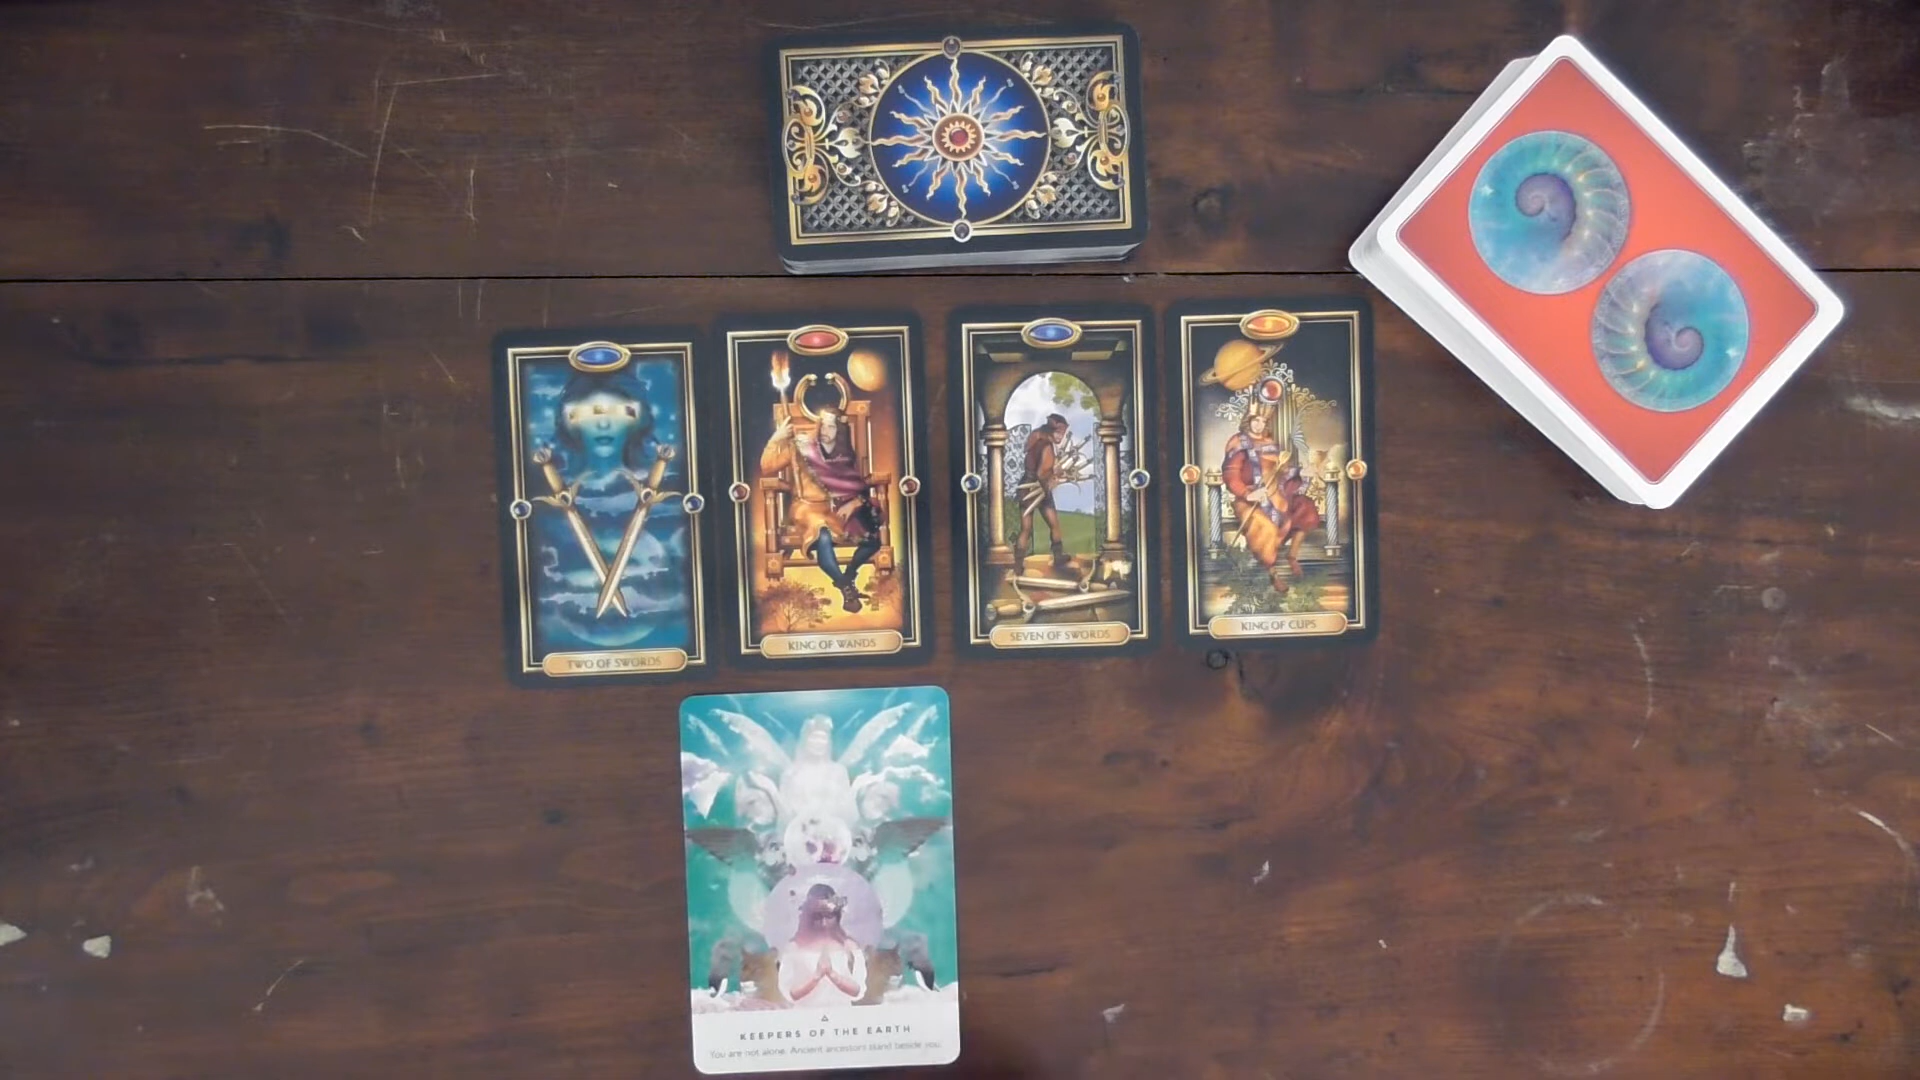 TWO OF SWORDS
KING OF WANDS
SEVEN OF SWORDS
KING OF CUPS
KEEPERS OF THE EARTH
You are not alone. Ancient ancestors stand beside you.